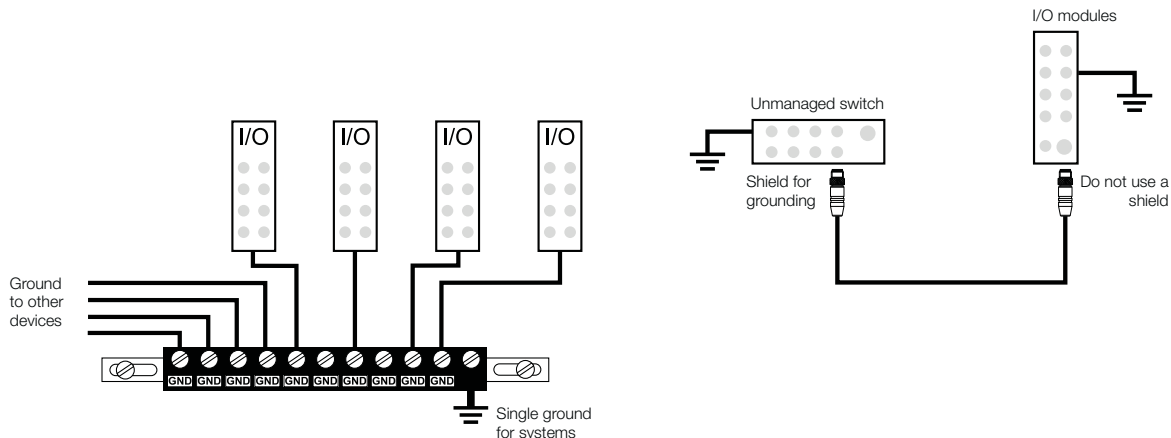 I/O
I/O
I/O
I/O
Ground
to other
devices
GND GND GND GND GND GND GND GND GND GND
Single ground
for systems
I/O modules
Unmanaged switch
Shield for
grounding
Do not use a
shield